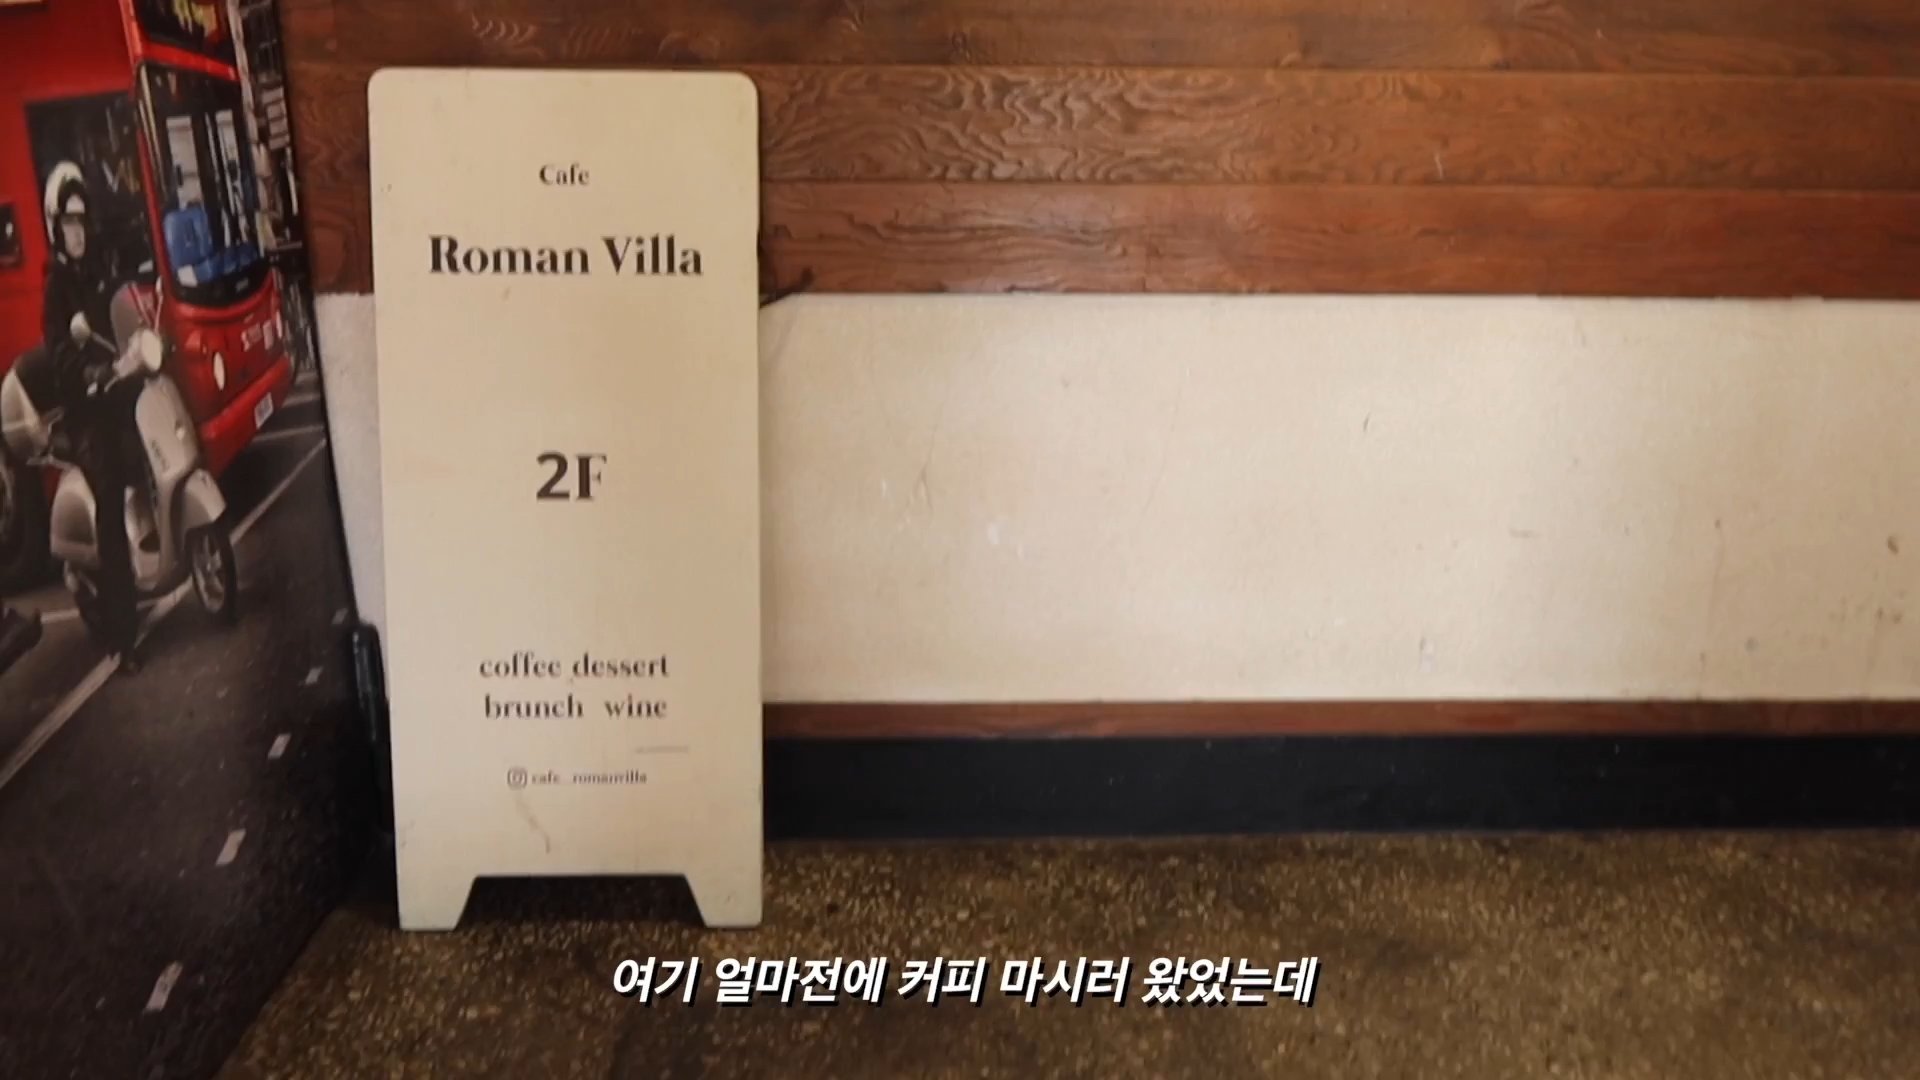 Cafe
Roman Villa
2F
coffee dessert
brunch wine
cafe_romanvilla
여기 얼마전에 커피 마시러 왔었는데